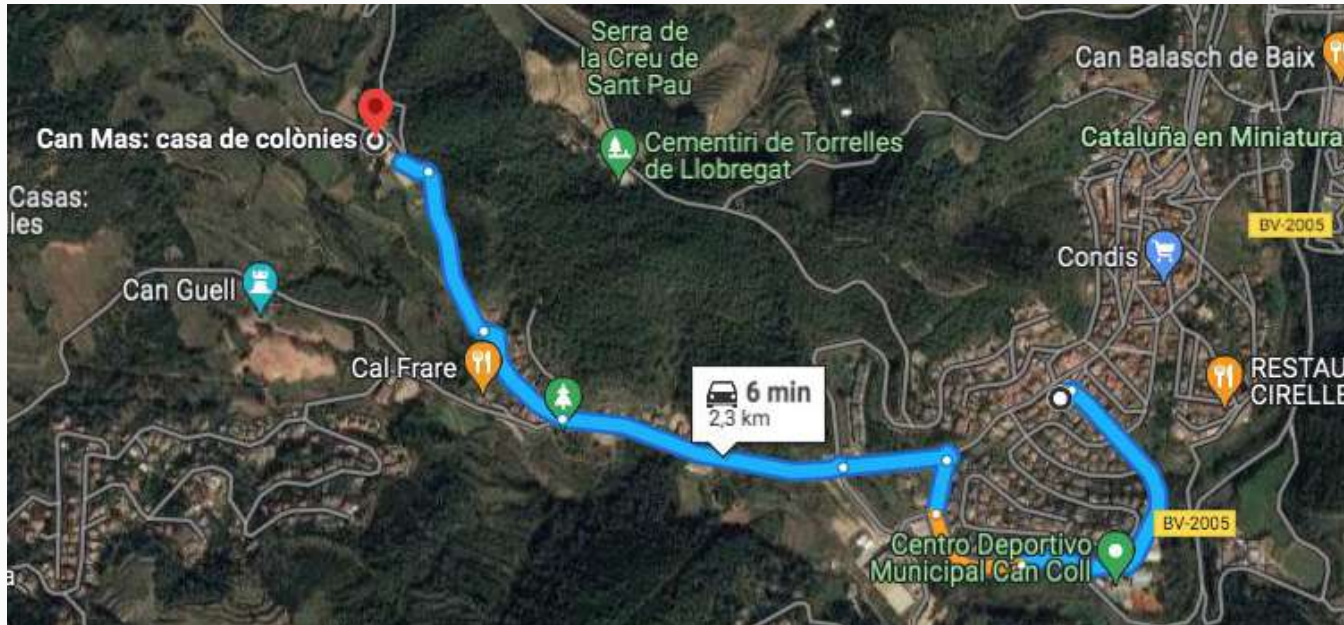 Serra de
la Creu de
Sant Pau
Can Balasch de Baix
Can Mas: casa de colònies
Cementiri de Torrelles
de Llobregat
Cataluña en Miniatura
Casas:
les
BV-2005
Condis
Can Guell
Cal Frare
6 min
2,3 km
RESTAU
CIRELLE
BV-2005
Centro Deportivo
Municipal Can Coll
a